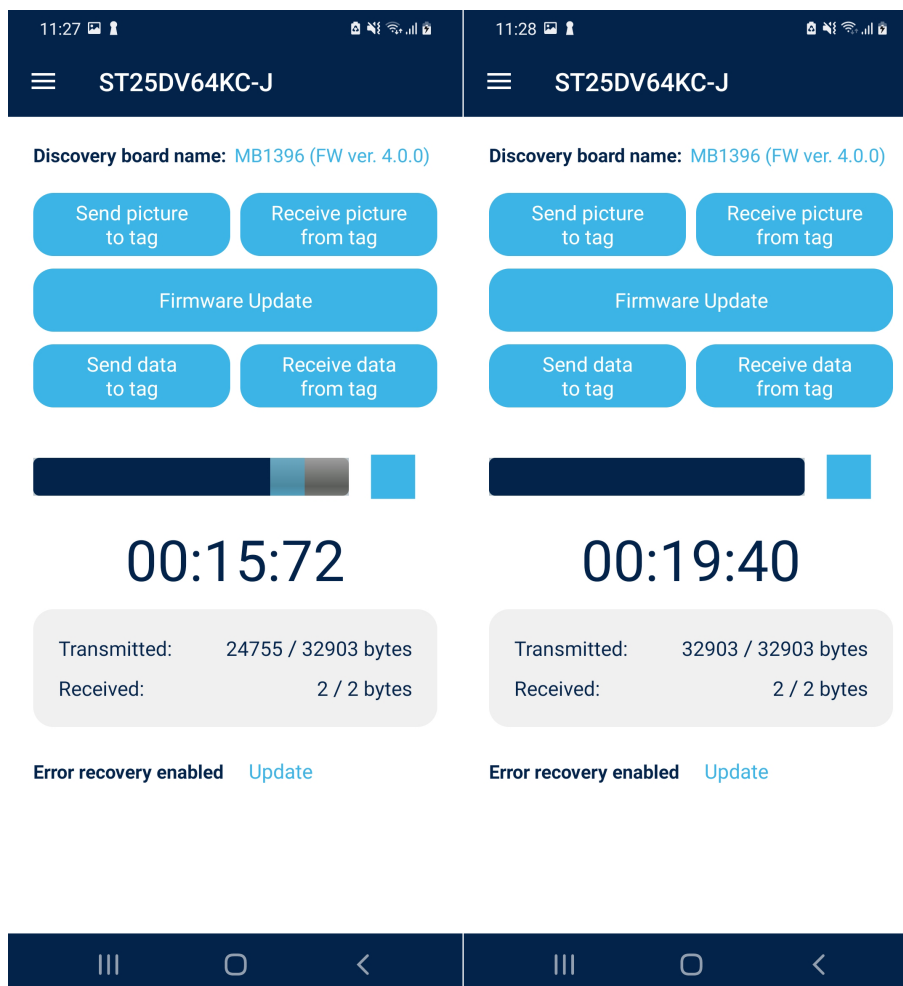 11:27
ST25DV64KC-J
Discovery board name: MB1396 (FW ver. 4.0.0)
Send picture
to tag
Receive picture
from tag
Firmware Update
Send data
to tag
Receive data
from tag
00:15:72
Transmitted: 24755 / 32903 bytes
Received: 2 / 2 bytes
Error recovery enabled Update
11:28
ST25DV64KC-J
Discovery board name: MB1396 (FW ver. 4.0.0)
Send picture
to tag
Receive picture
from tag
Firmware Update
Send data
to tag
Receive data
from tag
00:19:40
Transmitted: 32903 / 32903 bytes
Received: 2 / 2 bytes
Error recovery enabled Update